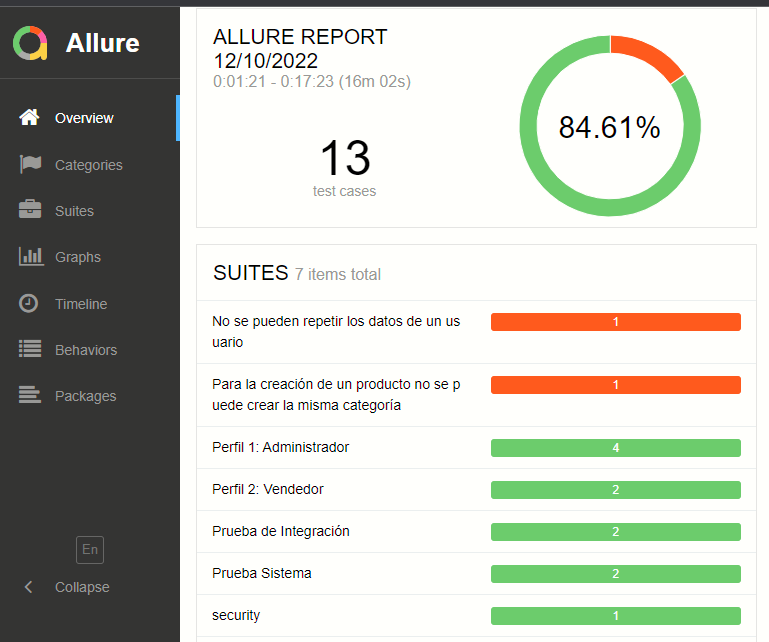 Allure
Overview
Categories
Suites
Graphs
Timeline
Behaviors
Packages
En
Collapse
ALLURE REPORT
12/10/2022
0:01:21 - 0:17:23 (16m 02s)
13
test cases
84.61%
SUITES 7 items total
No se pueden repetir los datos de un us
uario
1
Para la creación de un producto no se p
uede crear la misma categoría
1
Perfil 1: Administrador
4
Perfil 2: Vendedor
2
Prueba de Integración
2
Prueba Sistema
2
security
1